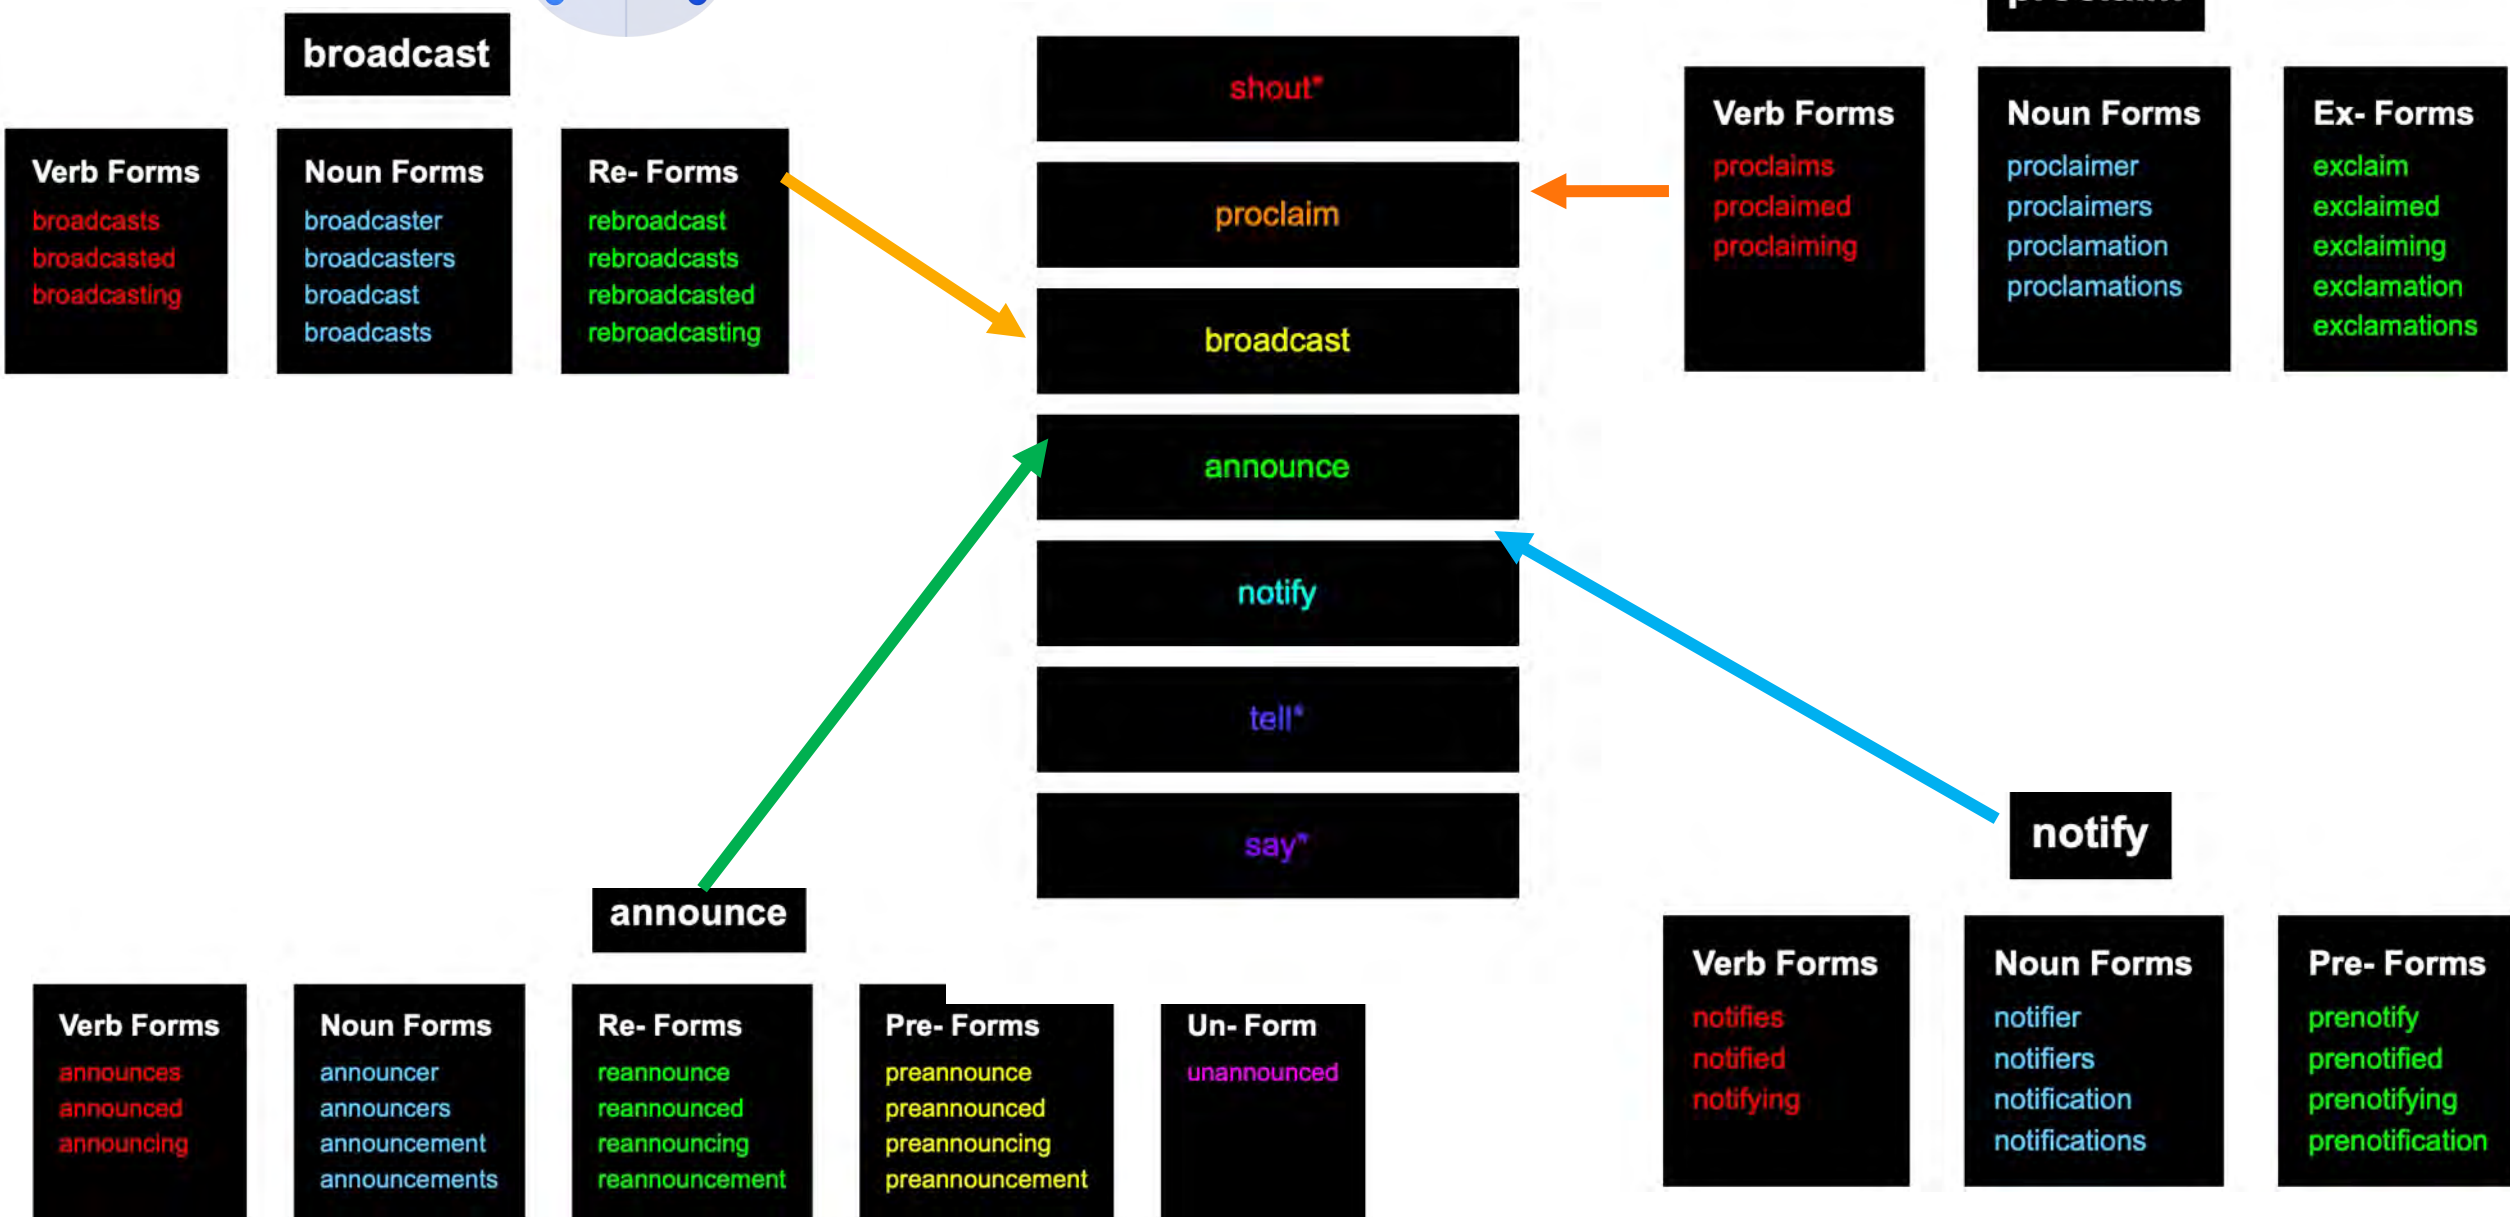 broadcast
Verb Forms
broadcasts
broadcasted
broadcasting
Noun Forms
broadcaster
broadcasters
broadcast
broadcasts
Re- Forms
rebroadcast
rebroadcasts
rebroadcasted
rebroadcasting
shout*
proclaim
broadcast
announce
notify
tell*
say*
proclaim
Verb Forms
proclaims
proclaimed
proclaiming
Noun Forms
proclaimer
proclaimers
proclamation
proclamations
Ex- Forms
exclaim
exclaimed
exclaiming
exclamation
exclamations
announce
Verb Forms
announces
announced
announcing
Noun Forms
announcer
announcers
announcement
announcements
Re- Forms
reannounce
reannounced
reannouncing
reannouncement
Pre- Forms
preannounce
preannounced
preannouncing
preannouncement
Un- Form
unannounced
notify
Verb Forms
notifies
notified
notifying
Noun Forms
notifier
notifiers
notification
notifications
Pre- Forms
prenotify
prenotified
prenotifying
prenotification